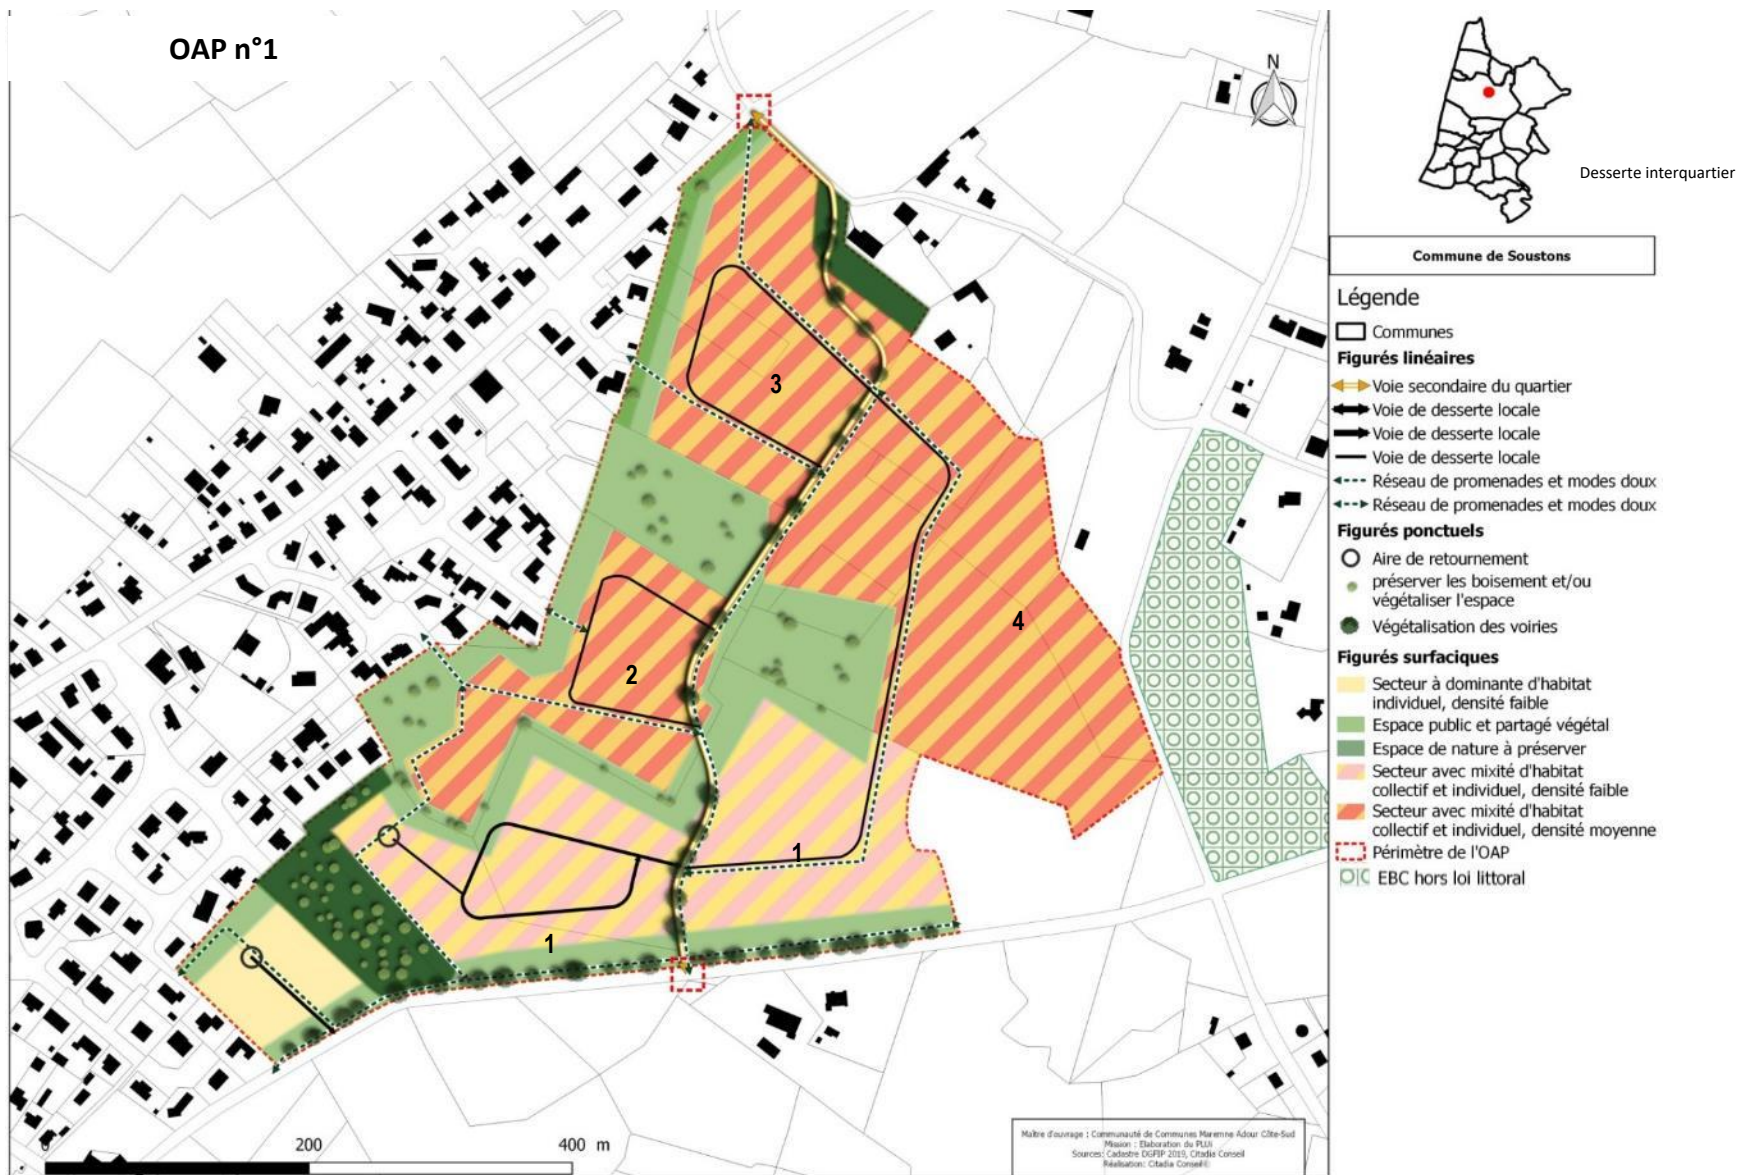 OAP n°1
N
Desserte interquartier
Commune de Soustons
Légende
Communes
Figurés linéaires
Voie secondaire du quartier
Voie de desserte locale
Voie de desserte locale
Voie de desserte locale
Réseau de promenades et modes doux
Réseau de promenades et modes doux
Figurés ponctuels
Aire de retournement
préserver les boisement et/ou
végétaliser l'espace
Végétalisation des voiries
Figurés surfaciques
Secteur à dominante d'habitat
individuel, densité faible
Espace public et partagé végétal
Espace de nature à préserver
Secteur avec mixité d'habitat
collectif et individuel, densité faible
Secteur avec mixité d'habitat
collectif et individuel, densité moyenne
Périmètre de l'OAP
EBC hors loi littoral
3
4
2
1
1
0
200
400 m
Maître d'ouvrage : Communauté de Communes Maremne Adour Côte-Sud
Mission : Elaboration du PLUi
Sources: Cadastre DGFIP 2019, Citadia Conseil
Réalisation: Citadia Conseil©